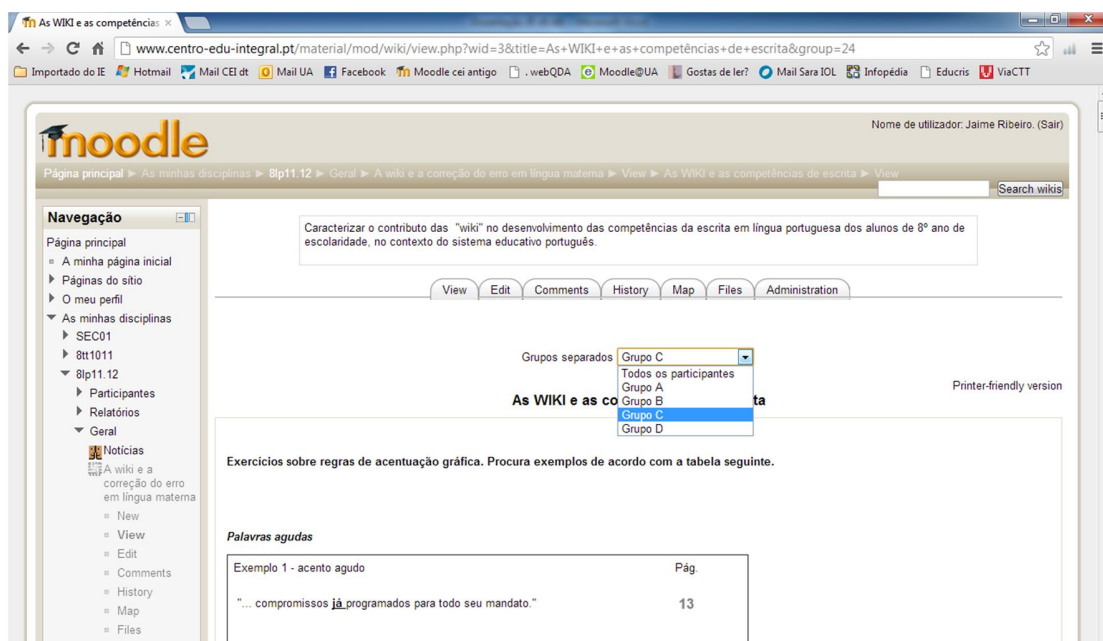 As WIKI e as competências ×
www.centro-edu-integral.pt/material/mod/wiki/view.php?wid=3&title=As+WIKI+e+as+competências+de+escrita&group=24
Importado do IE Hotmail Mail CEI dt Mail UA Facebook Moodle cei antigo . webQDA Moodle@UA Gostas de ler? Mail Sara IOL Infopédia Educris ViaCTT
moodle
Nome de utilizador: Jaime Ribeiro. (Sair)
Página principal ► As minhas disciplinas ► 8lp11.12 ► Geral ► A wiki e a correção do erro em língua materna ► View ► As WIKI e as competências de escrita ► View
Search wikis
Navegação
Página principal
A minha página inicial
Páginas do sítio
O meu perfil
As minhas disciplinas
SEC01
8tt1011
8lp11.12
Participantes
Relatórios
Geral
Notícias
A wiki e a
correção do erro
em língua materna
New
View
Edit
Comments
History
Map
Files
Caracterizar o contributo das "wiki" no desenvolvimento das competências da escrita em língua portuguesa dos alunos de 8º ano de
escolaridade, no contexto do sistema educativo português.
View Edit Comments History Map Files Administration
Grupos separados Grupo C
Todos os participantes
Grupo A
Grupo B
Grupo C
Grupo D
Printer-friendly version
As WIKI e as co ta
Exercícios sobre regras de acentuação gráfica. Procura exemplos de acordo com a tabela seguinte.
Palavras agudas
Exemplo 1 - acento agudo Pág.
"... compromissos já programados para todo seu mandato." 13